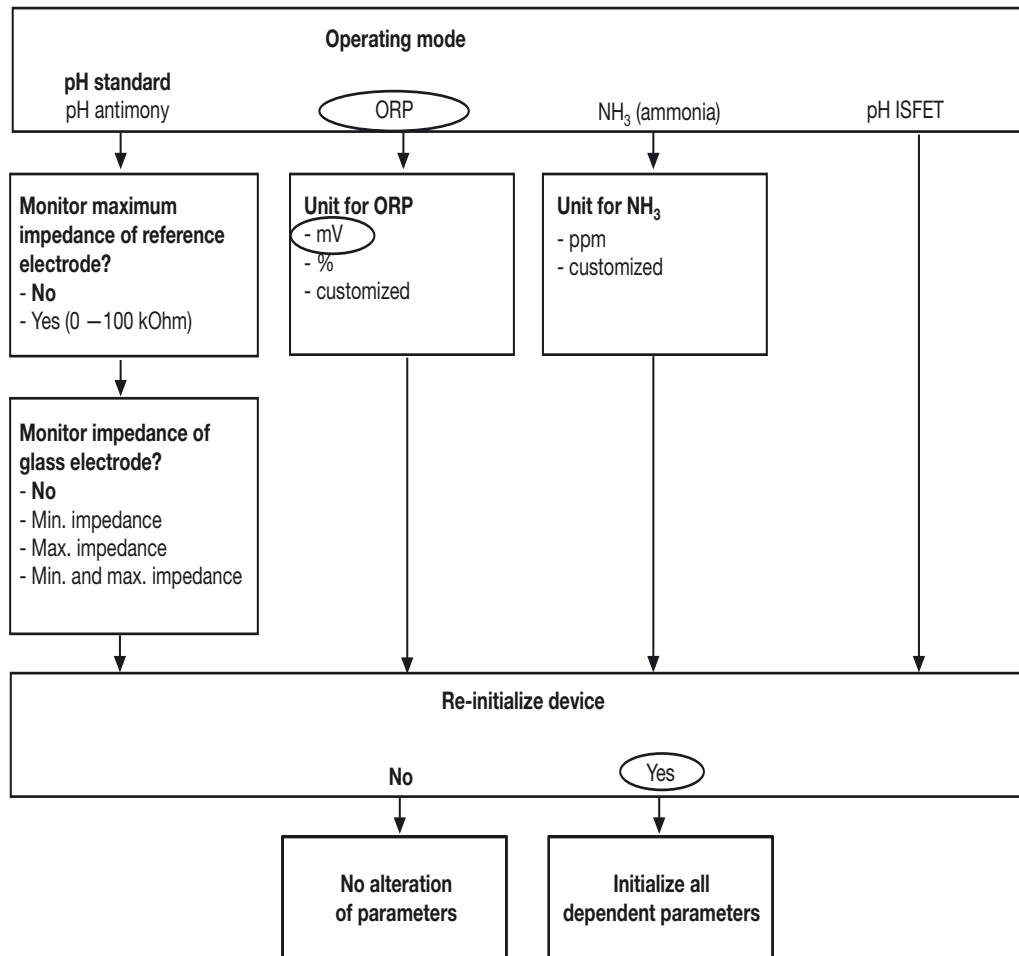 Operating mode
pH standard
pH antimony
ORP
NH₃ (ammonia)
pH ISFET
Monitor maximum
impedance of reference
electrode?
- No
- Yes (0 – 100 kOhm)
Unit for ORP
- mV
- %
- customized
Unit for NH₃
- ppm
- customized
Monitor impedance of
glass electrode?
- No
- Min. impedance
- Max. impedance
- Min. and max. impedance
Re-initialize device
No
Yes
No alteration
of parameters
Initialize all
dependent parameters